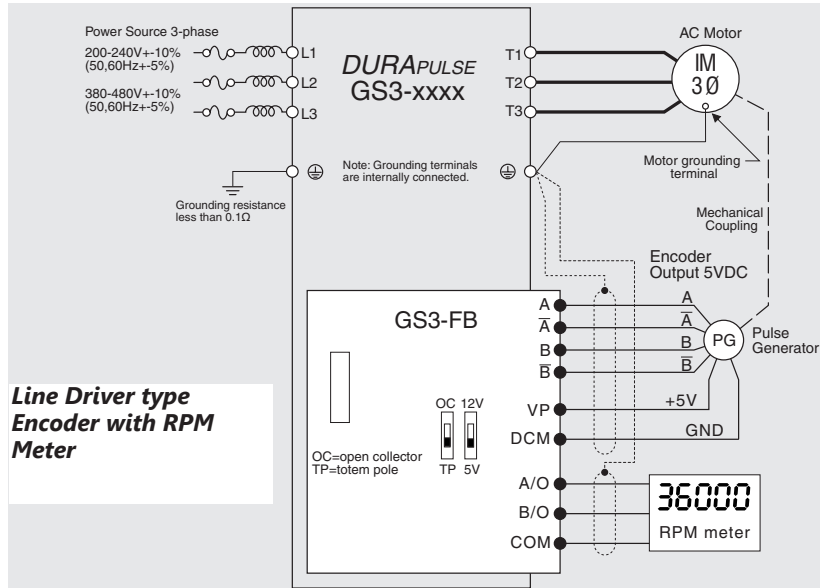 Power Source 3-phase
200-240V+-10%
(50,60Hz+-5%)
380-480V+-10%
(50,60Hz+-5%)
L1
L2
L3
DURAPULSE
GS3-xxxx
T1
T2
T3
AC Motor
IM
3Ø
Note: Grounding terminals
are internally connected.
Grounding resistance
less than 0.1Ω
Motor grounding
terminal
Mechanical
Coupling
Encoder
Output 5VDC
GS3-FB
A
A̅
B
B̅
VP
DCM
A
A̅
B
B̅
+5V
GND
PG
Pulse
Generator
Line Driver type
Encoder with RPM
Meter
OC 12V
TP 5V
OC=open collector
TP=totem pole
A/O
B/O
COM
36000
RPM meter